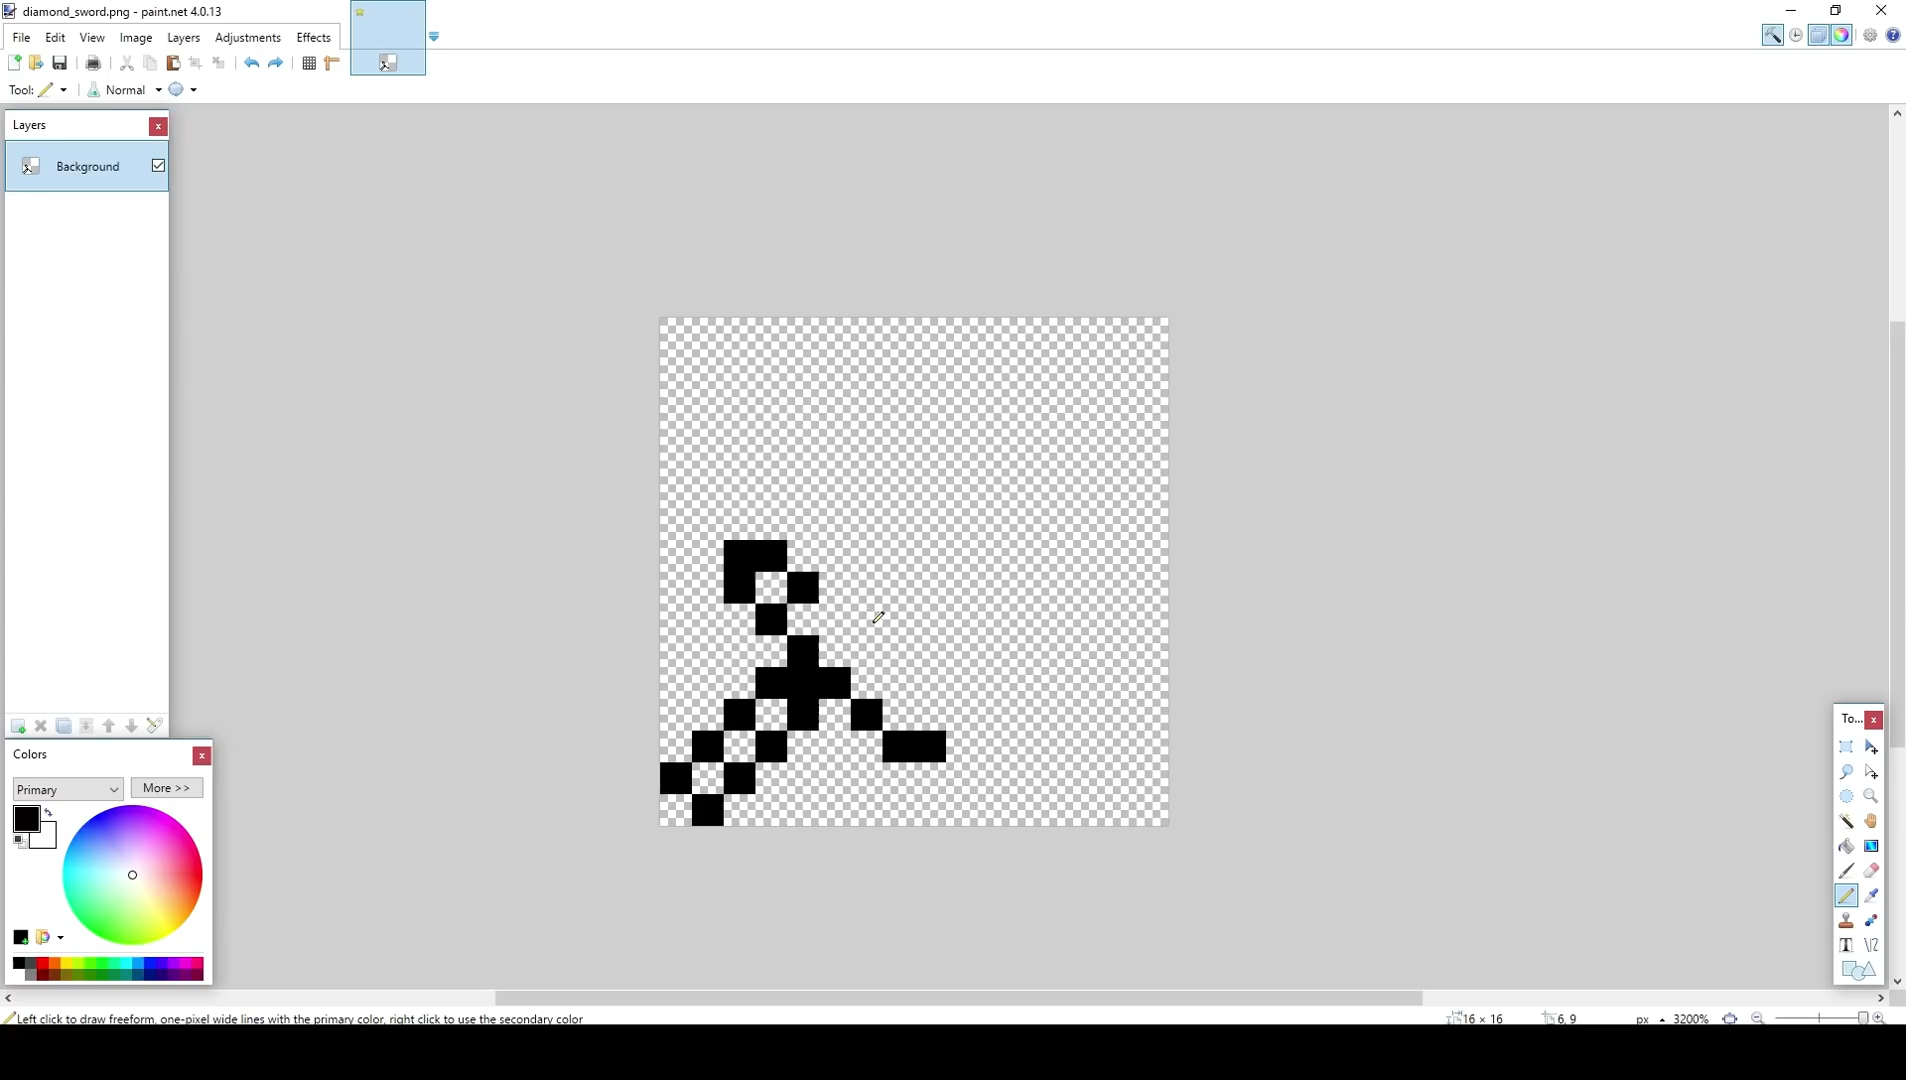 diamond_sword.png - paint.net 4.0.13
File Edit View Image Layers Adjustments Effects
Tool: Normal
Layers
Background
Colors
Primary More >>
To...
Left click to draw freeform, one-pixel wide lines with the primary color, right click to use the secondary color
16 × 16 6, 9 px 3200%